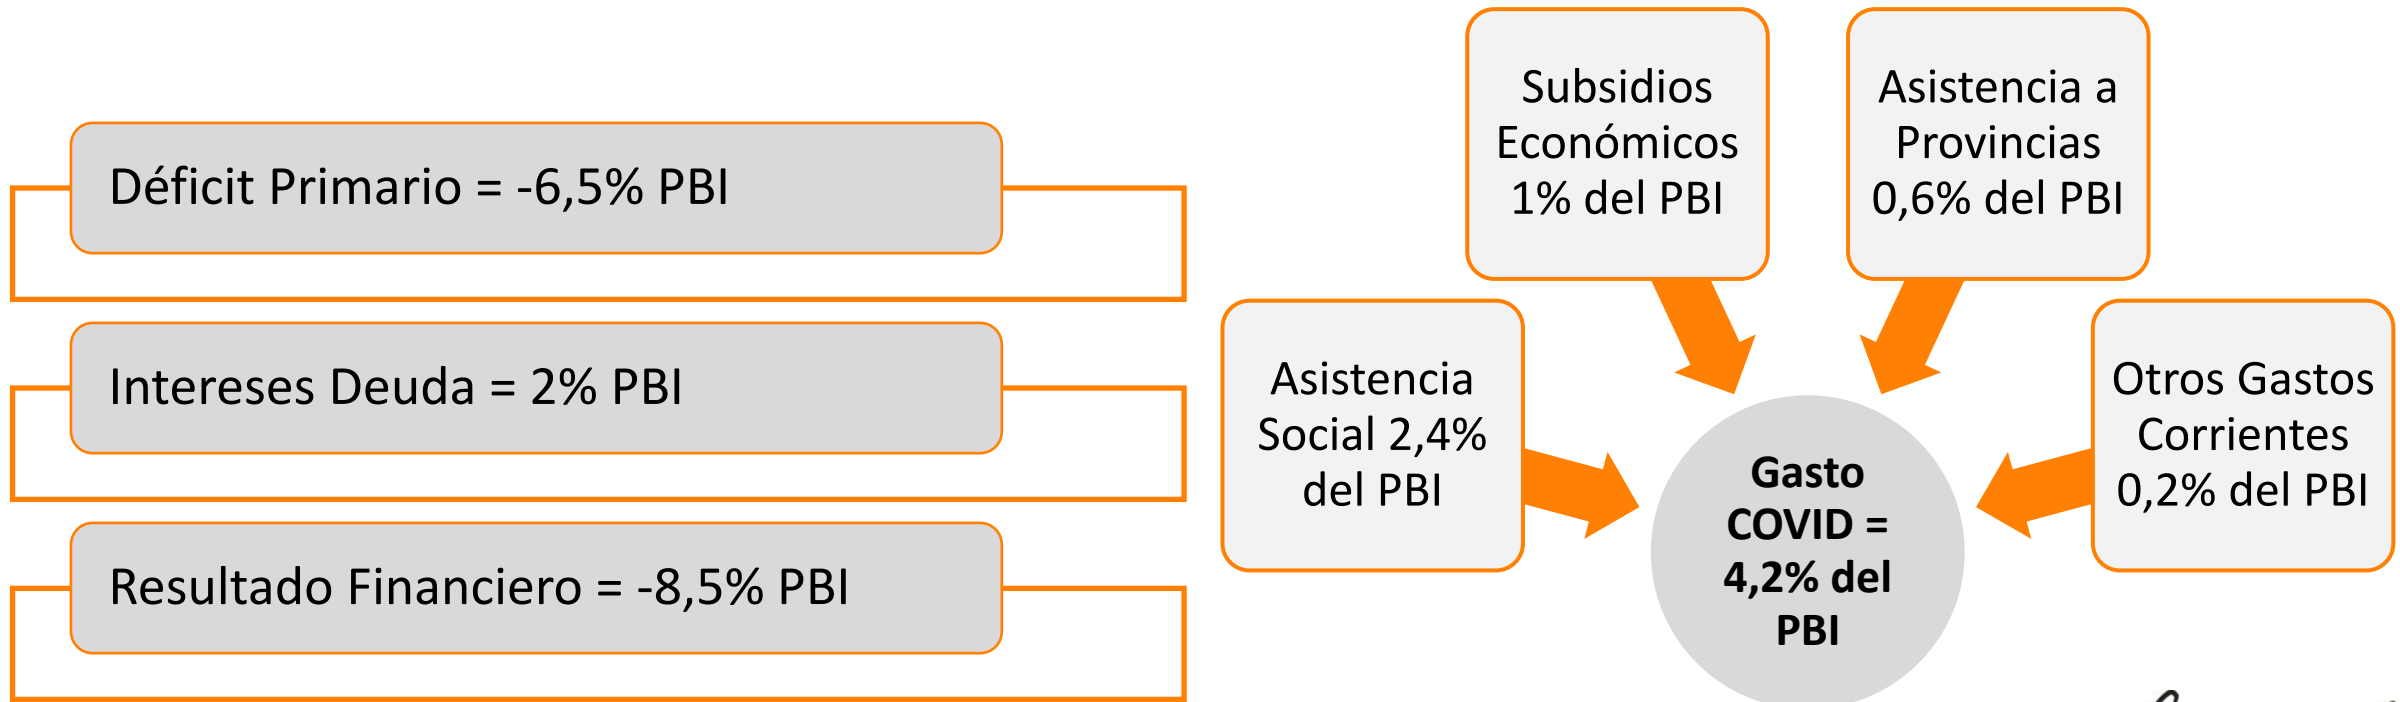 Déficit Primario = -6,5% PBI
Intereses Deuda = 2% PBI
Resultado Financiero = -8,5% PBI
Subsidios
Económicos
1% del PBI
Asistencia a
Provincias
0,6% del PBI
Asistencia
Social 2,4%
del PBI
Otros Gastos
Corrientes
0,2% del PBI
Gasto
COVID =
4,2% del
PBI